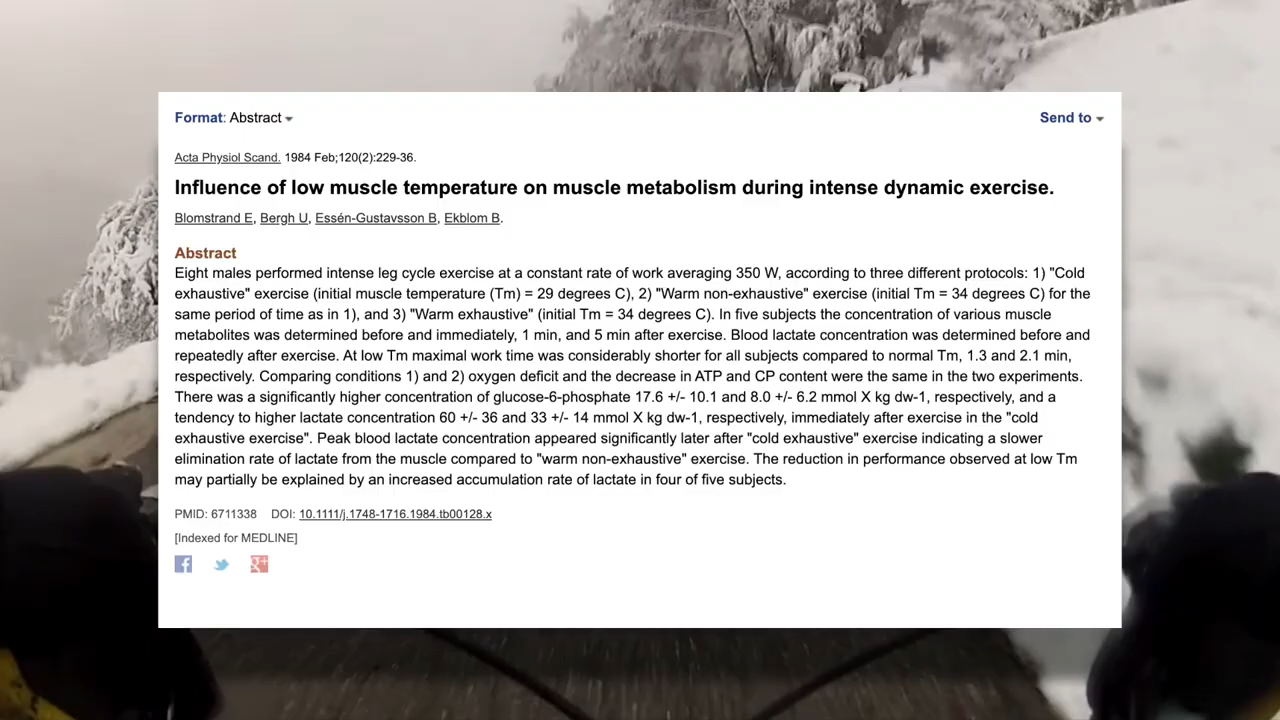 Format: Abstract
Send to
Acta Physiol Scand. 1984 Feb;120(2):229-36.
Influence of low muscle temperature on muscle metabolism during intense dynamic exercise.
Blomstrand E, Bergh U, Essén-Gustavsson B, Ekblom B.
Abstract
Eight males performed intense leg cycle exercise at a constant rate of work averaging 350 W, according to three different protocols: 1) "Cold
exhaustive" exercise (initial muscle temperature (Tm) = 29 degrees C), 2) "Warm non-exhaustive" exercise (initial Tm = 34 degrees C) for the
same period of time as in 1), and 3) "Warm exhaustive" (initial Tm = 34 degrees C). In five subjects the concentration of various muscle
metabolites was determined before and immediately, 1 min, and 5 min after exercise. Blood lactate concentration was determined before and
repeatedly after exercise. At low Tm maximal work time was considerably shorter for all subjects compared to normal Tm, 1.3 and 2.1 min,
respectively. Comparing conditions 1) and 2) oxygen deficit and the decrease in ATP and CP content were the same in the two experiments.
There was a significantly higher concentration of glucose-6-phosphate 17.6 +/- 10.1 and 8.0 +/- 6.2 mmol X kg dw-1, respectively, and a
tendency to higher lactate concentration 60 +/- 36 and 33 +/- 14 mmol X kg dw-1, respectively, immediately after exercise in the "cold
exhaustive exercise". Peak blood lactate concentration appeared significantly later after "cold exhaustive" exercise indicating a slower
elimination rate of lactate from the muscle compared to "warm non-exhaustive" exercise. The reduction in performance observed at low Tm
may partially be explained by an increased accumulation rate of lactate in four of five subjects.
PMID: 6711338 DOI: 10.1111/j.1748-1716.1984.tb00128.x
[Indexed for MEDLINE]